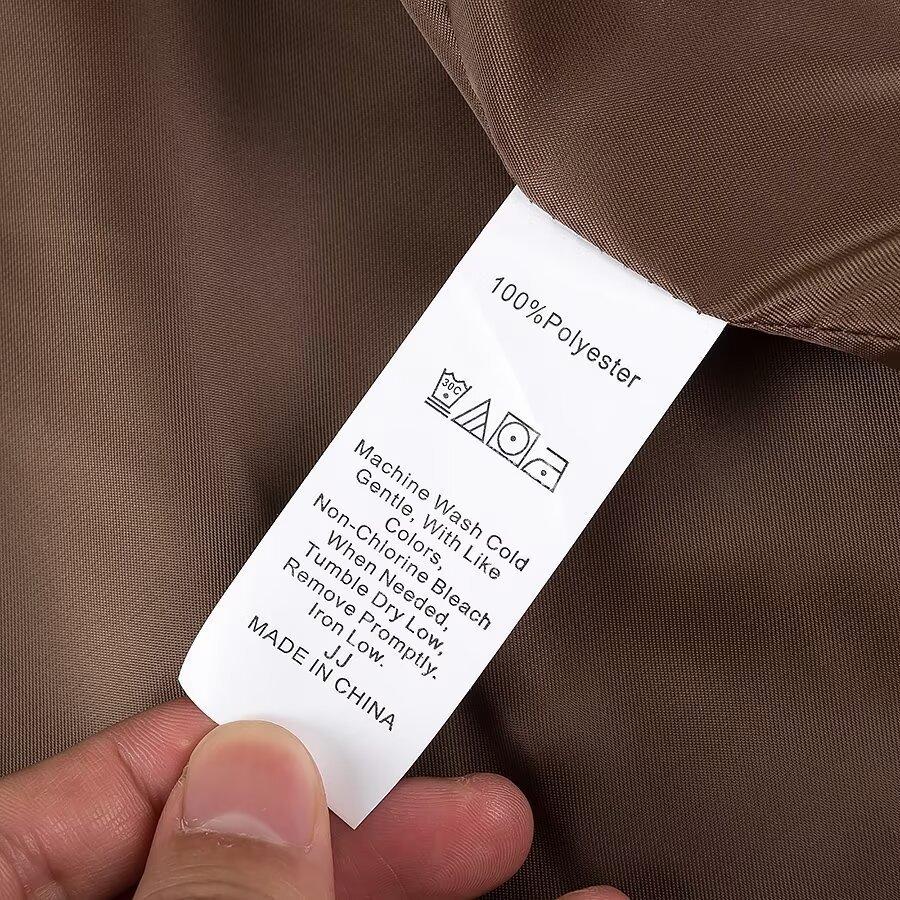 100%Polyester
30C
Machine Wash Cold
Gentle, With Like
Colors,
Non-Chlorine Bleach
When Needed,
Tumble Dry Low,
Remove Promptly.
Iron Low.
JJ
MADE IN CHINA